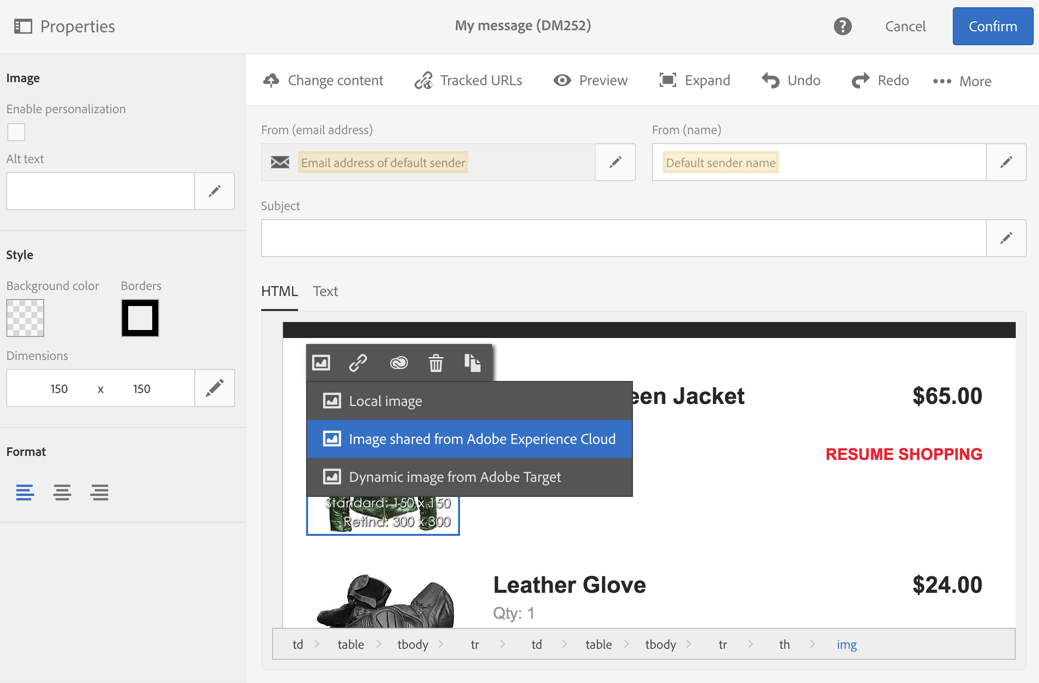 Properties
My message (DM252)
?
Cancel
Confirm
Image
Enable personalization
Alt text
Style
Background color
Borders
Dimensions
150 x 150
Format
Change content
Tracked URLs
Preview
Expand
Undo
Redo
More
From (email address)
From (name)
Email address of default sender
Default sender name
Subject
HTML
Text
Local image
Image shared from Adobe Experience Cloud
Dynamic image from Adobe Target
een Jacket
$65.00
RESUME SHOPPING
Standard: 150 x 150
Retina: 300 x 300
Leather Glove
$24.00
Qty: 1
td > table > tbody > tr > td > table > tbody > tr > th > img